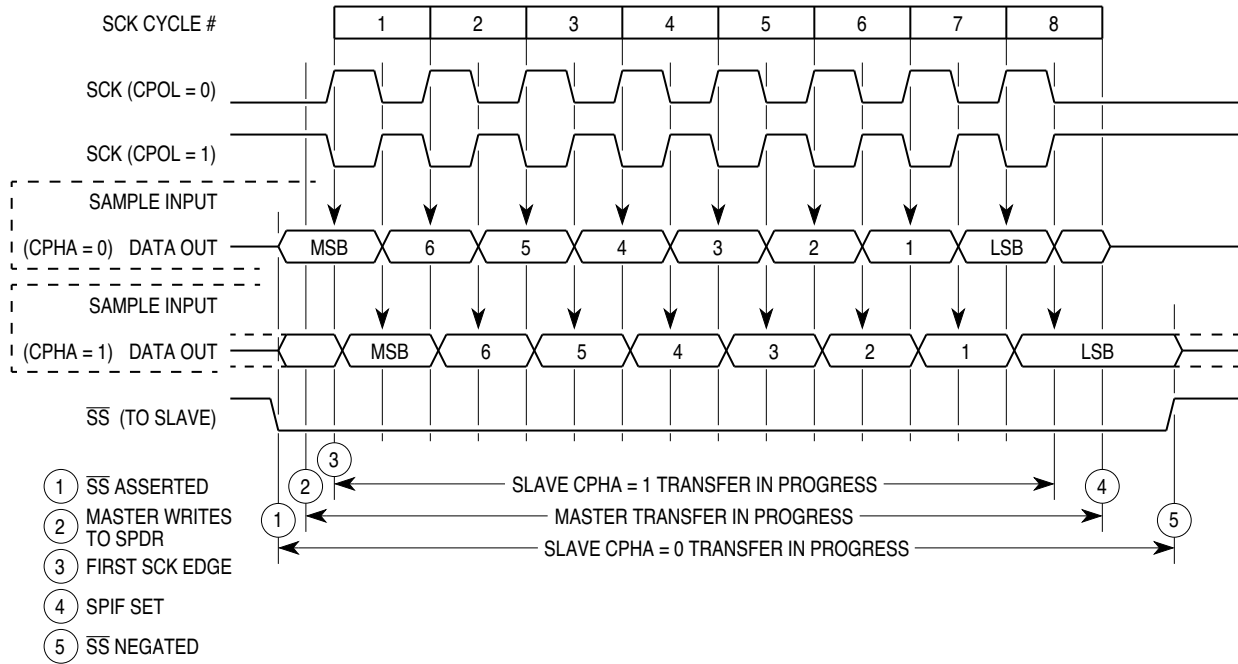 SCK CYCLE # 1 2 3 4 5 6 7 8
SCK (CPOL = 0)
SCK (CPOL = 1)
SAMPLE INPUT
(CPHA = 0) DATA OUT MSB 6 5 4 3 2 1 LSB
SAMPLE INPUT
(CPHA = 1) DATA OUT MSB 6 5 4 3 2 1 LSB
SS (TO SLAVE)
3
SLAVE CPHA = 1 TRANSFER IN PROGRESS
2 4
MASTER TRANSFER IN PROGRESS
1 5
SLAVE CPHA = 0 TRANSFER IN PROGRESS
1 SS ASSERTED
2 MASTER WRITES
TO SPDR
3 FIRST SCK EDGE
4 SPIF SET
5 SS NEGATED